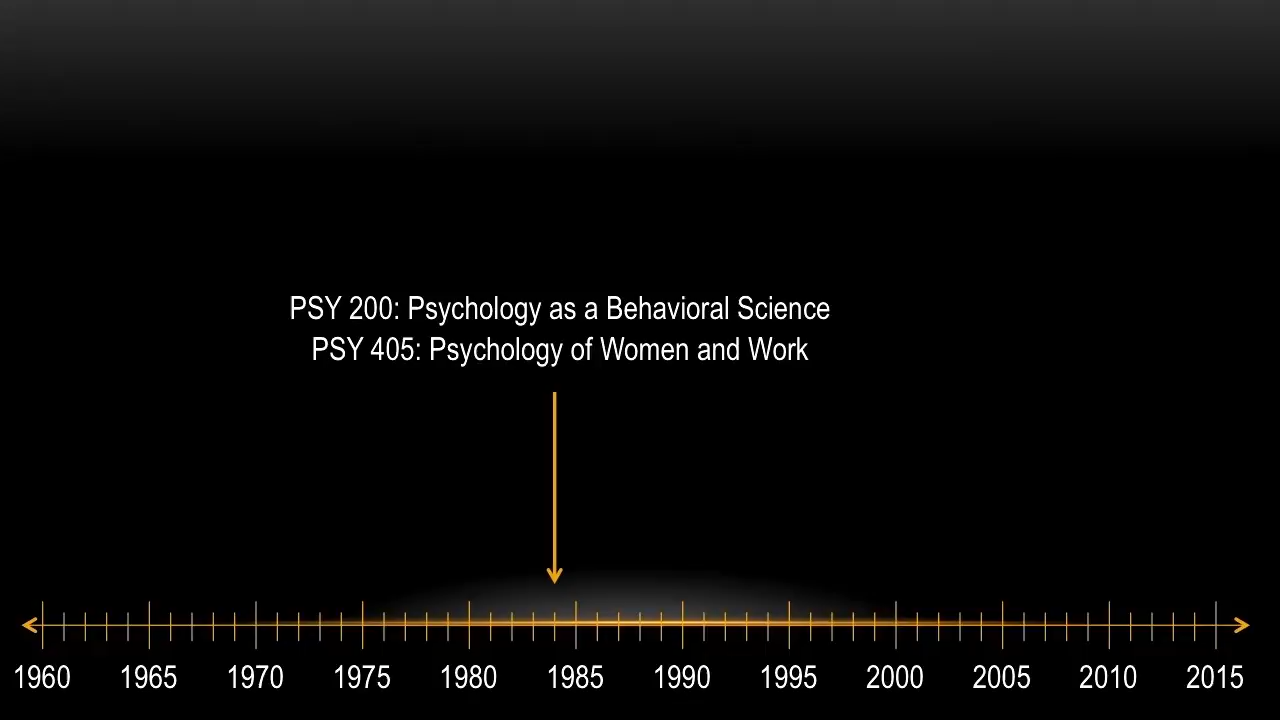 PSY 200: Psychology as a Behavioral Science
PSY 405: Psychology of Women and Work
1960 1965 1970 1975 1980 1985 1990 1995 2000 2005 2010 2015